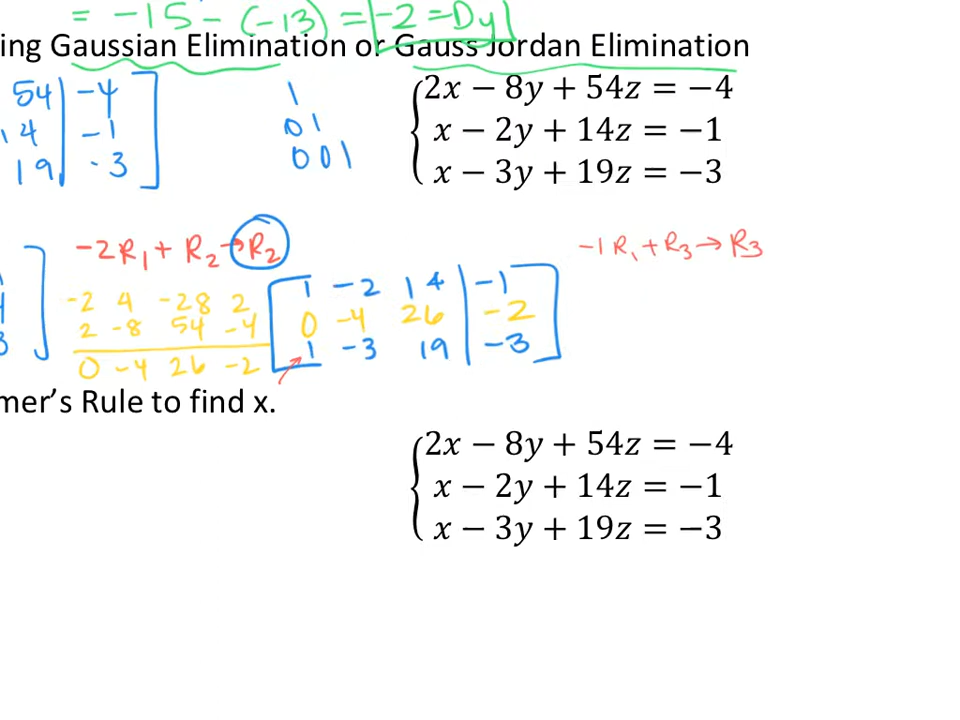 = -15 - (-13) = -2 = Dy
ing Gaussian Elimination or Gauss Jordan Elimination
54 | -4
14 | -1
19 | -3
1
0 1
0 0 1
2x − 8y + 54z = −4
x − 2y + 14z = −1
x − 3y + 19z = −3
-2R₁ + R₂ → R₂
-2 4 -28 2
2 -8 54 -4
0 -4 26 -2
1 -2 14 | -1
0 -4 26 | -2
1 -3 19 | -3
-1 R₁ + R₃ → R₃
mer’s Rule to find x.
2x − 8y + 54z = −4
x − 2y + 14z = −1
x − 3y + 19z = −3